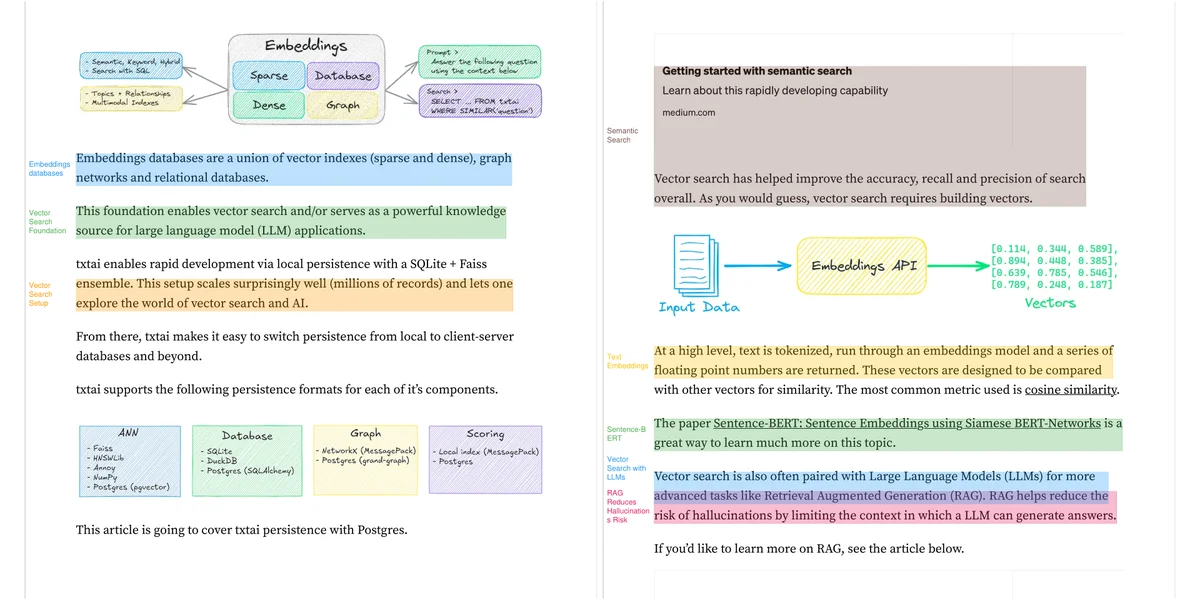 Embeddings
- Semantic, Keyword, Hybrid
- Search with SQL
- Topics + Relationships
- Multimodal Indexes
Sparse
Database
Dense
Graph
Prompt >
Answer the following question
using the context below
Search >
SELECT ... FROM txtai
WHERE SIMILAR('question')
Embeddings
databases
Embeddings databases are a union of vector indexes (sparse and dense), graph
networks and relational databases.
Vector
Search
Foundation
This foundation enables vector search and/or serves as a powerful knowledge
source for large language model (LLM) applications.
txtai enables rapid development via local persistence with a SQLite + Faiss
Vector
Search
Setup
ensemble. This setup scales surprisingly well (millions of records) and lets one
explore the world of vector search and AI.
From there, txtai makes it easy to switch persistence from local to client-server
databases and beyond.
txtai supports the following persistence formats for each of it’s components.
ANN
- Faiss
- HNSWLib
- Annoy
- NumPy
- Postgres (pgvector)
Database
- SQLite
- DuckDB
- Postgres (SQLAlchemy)
Graph
- NetworkX (MessagePack)
- Postgres (grand-graph)
Scoring
- Local index (MessagePack)
- Postgres
This article is going to cover txtai persistence with Postgres.
Getting started with semantic search
Learn about this rapidly developing capability
medium.com
Semantic
Search
Vector search has helped improve the accuracy, recall and precision of search
overall. As you would guess, vector search requires building vectors.
Input Data
Embeddings API
[0.114, 0.344, 0.589],
[0.894, 0.448, 0.385],
[0.639, 0.785, 0.546],
[0.789, 0.248, 0.187]
Vectors
Text
Embeddings
At a high level, text is tokenized, run through an embeddings model and a series of
floating point numbers are returned. These vectors are designed to be compared
with other vectors for similarity. The most common metric used is cosine similarity.
Sentence-B
ERT
The paper Sentence-BERT: Sentence Embeddings using Siamese BERT-Networks is a
great way to learn much more on this topic.
Vector
Search with
LLMs
Vector search is also often paired with Large Language Models (LLMs) for more
advanced tasks like Retrieval Augmented Generation (RAG). RAG helps reduce the
RAG
Reduces
Hallucination
s Risk
risk of hallucinations by limiting the context in which a LLM can generate answers.
If you’d like to learn more on RAG, see the article below.